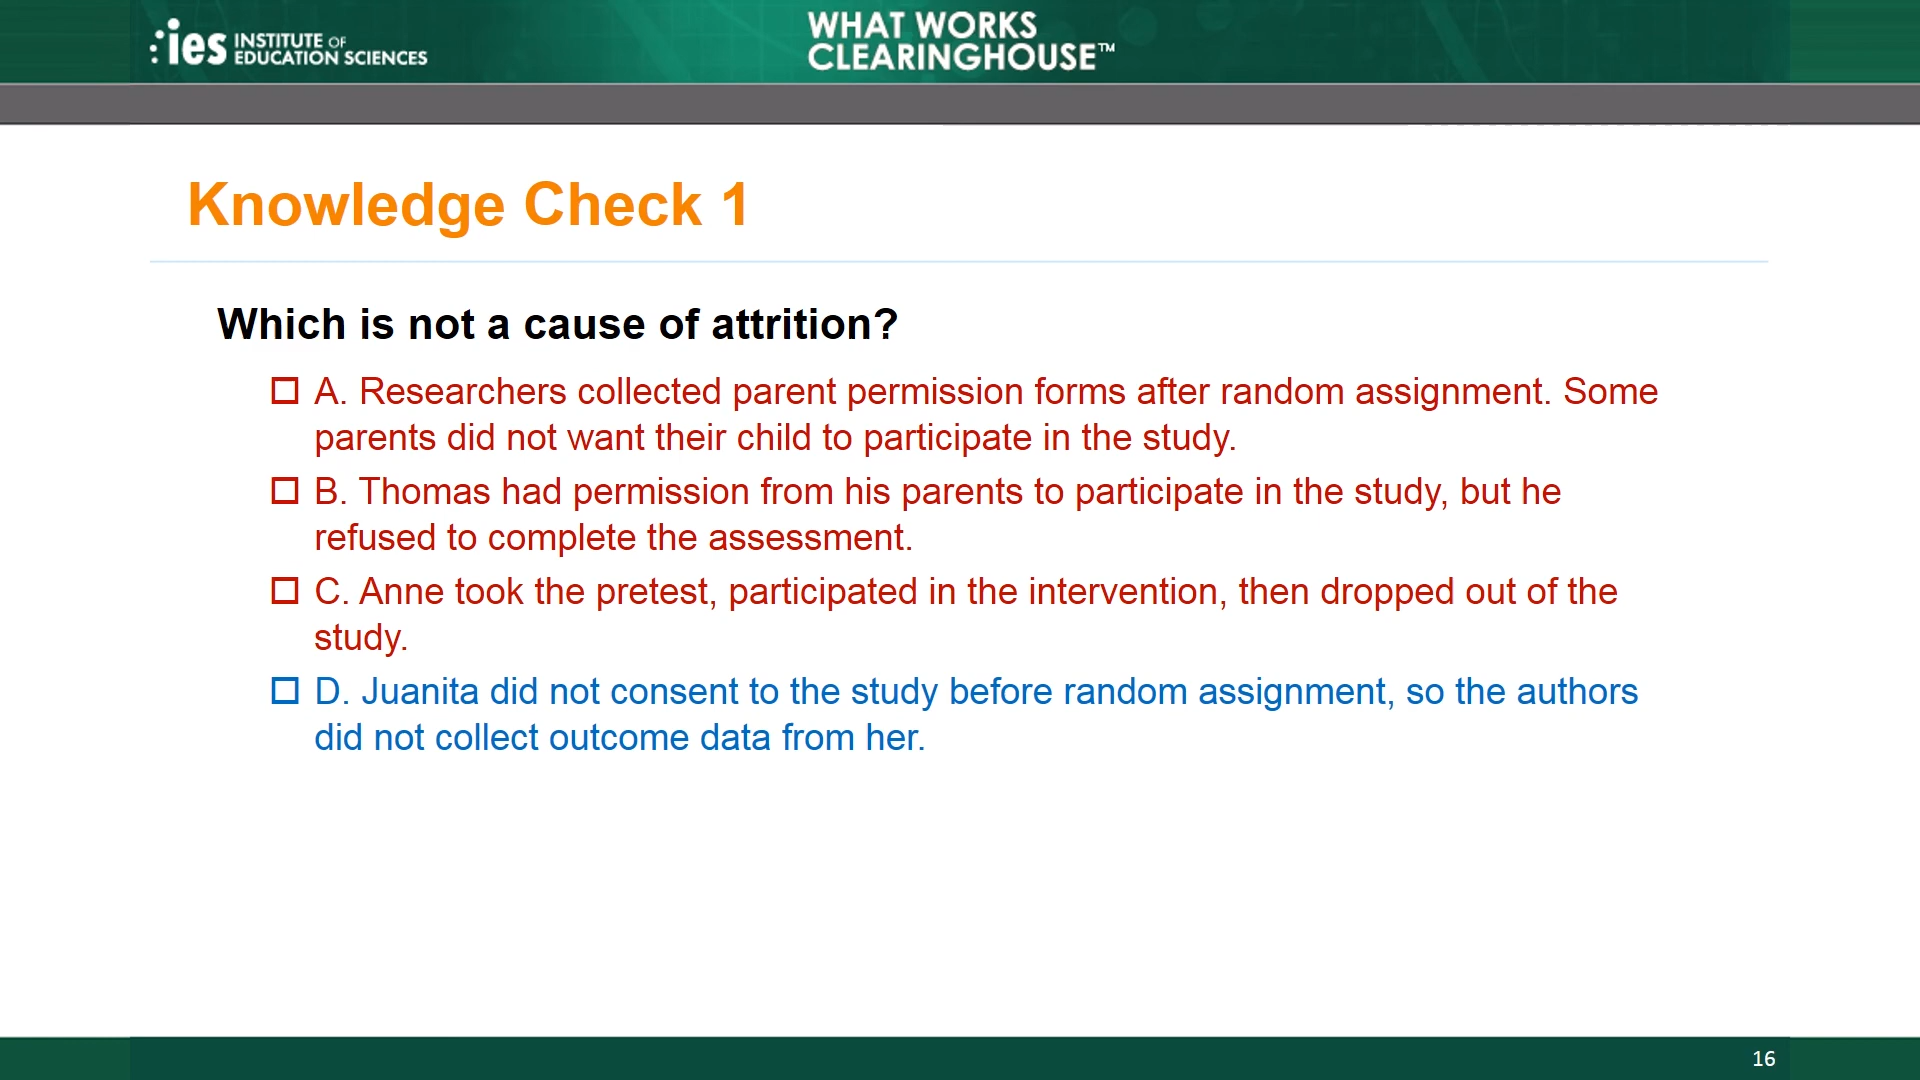 ies INSTITUTE OF
EDUCATION SCIENCES
WHAT WORKS
CLEARINGHOUSE™
Knowledge Check 1
Which is not a cause of attrition?
A. Researchers collected parent permission forms after random assignment. Some
parents did not want their child to participate in the study.
B. Thomas had permission from his parents to participate in the study, but he
refused to complete the assessment.
C. Anne took the pretest, participated in the intervention, then dropped out of the
study.
D. Juanita did not consent to the study before random assignment, so the authors
did not collect outcome data from her.
16